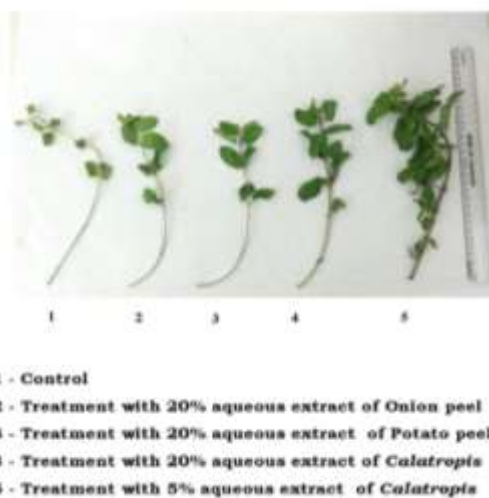 1 2 3 4 5
- Control
- Treatment with 20% aqueous extract of Onion peel
- Treatment with 20% aqueous extract of Potato peel
- Treatment with 20% aqueous extract of Calatropis
- Treatment with 5% aqueous extract of Calatropis